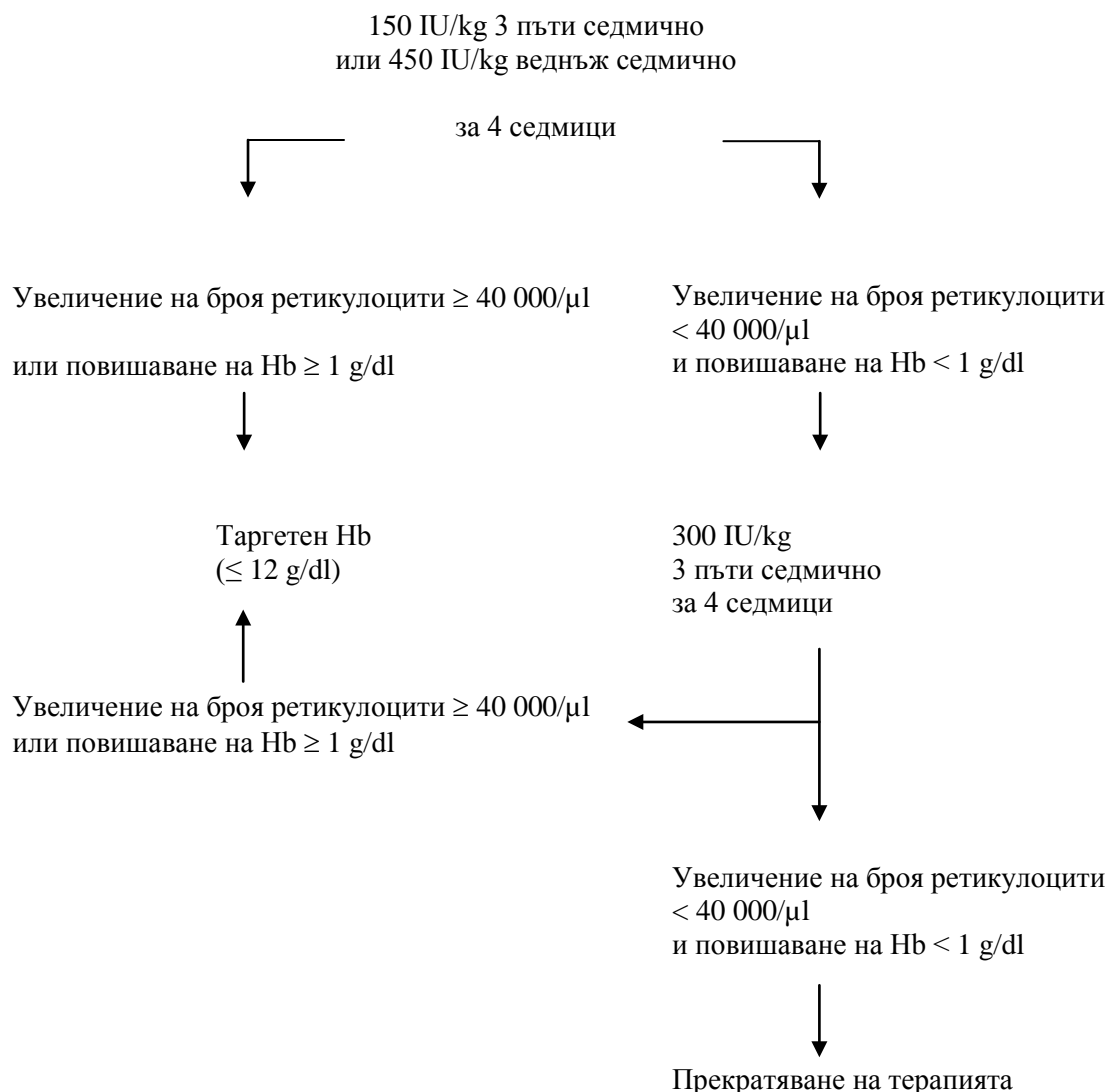 150 IU/kg 3 пъти седмично
или 450 IU/kg веднъж седмично
за 4 седмици
Увеличение на броя ретикулоцити ≥ 40 000/µl
или повишаване на Hb ≥ 1 g/dl
Увеличение на броя ретикулоцити
< 40 000/µl
и повишаване на Hb < 1 g/dl
Таргетен Hb
(≤ 12 g/dl)
300 IU/kg
3 пъти седмично
за 4 седмици
Увеличение на броя ретикулоцити ≥ 40 000/µl
или повишаване на Hb ≥ 1 g/dl
Увеличение на броя ретикулоцити
< 40 000/µl
и повишаване на Hb < 1 g/dl
Прекратяване на терапията